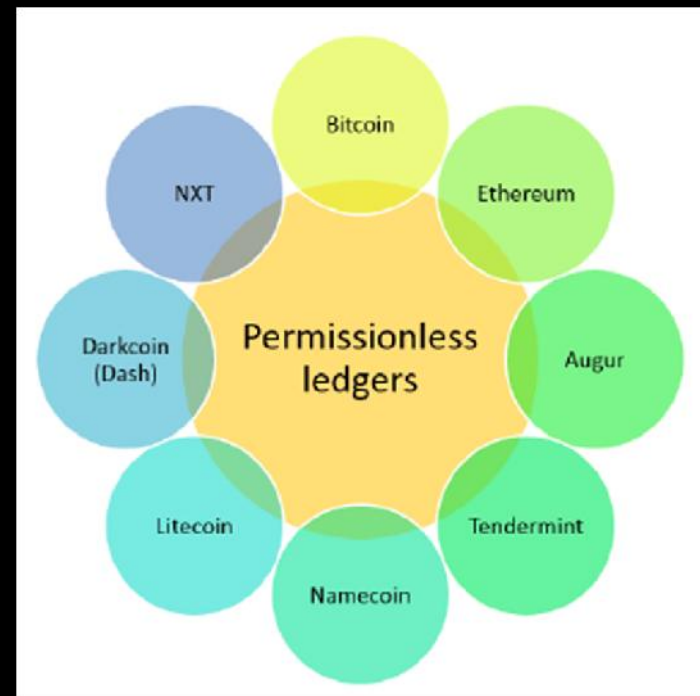 Bitcoin
Ethereum
Augur
Tendermint
Namecoin
Litecoin
Darkcoin
(Dash)
NXT
Permissionless
ledgers